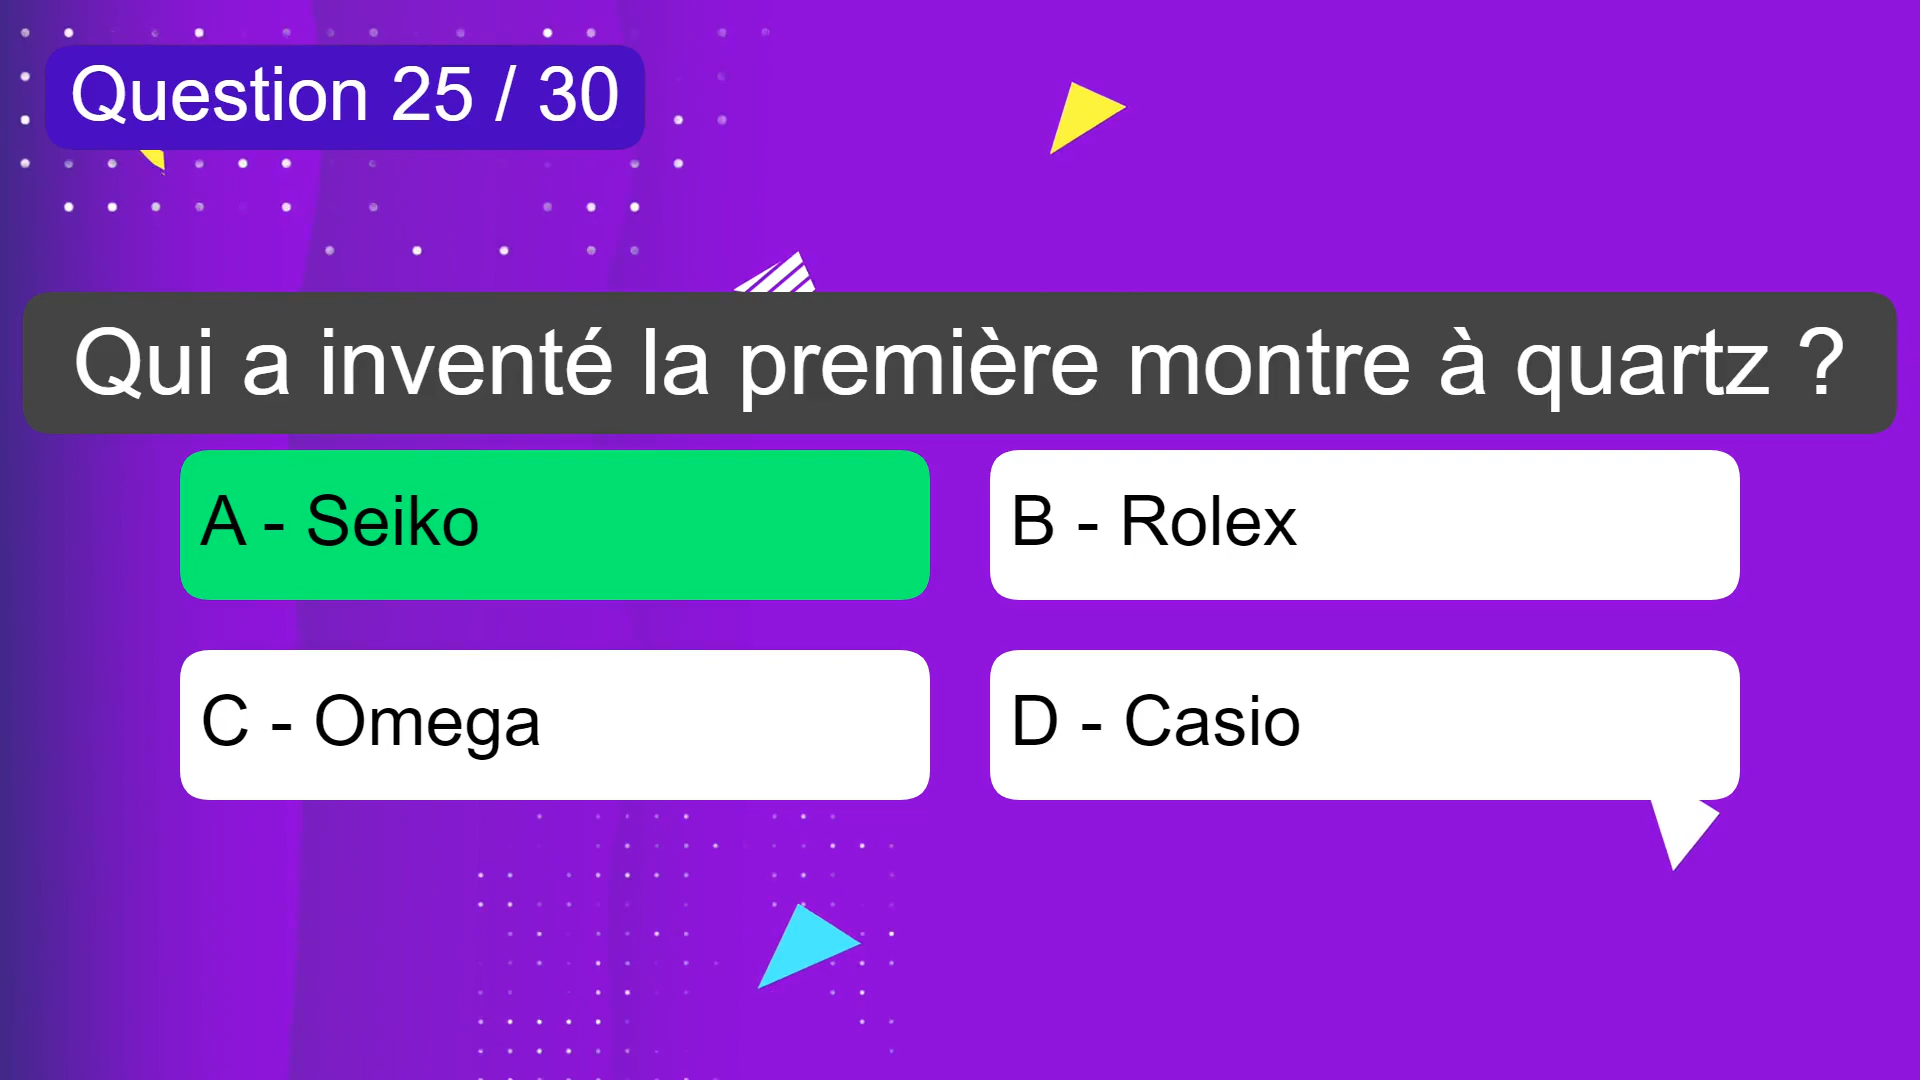 Question 25 / 30
Qui a inventé la première montre à quartz ?
A - Seiko
B - Rolex
C - Omega
D - Casio